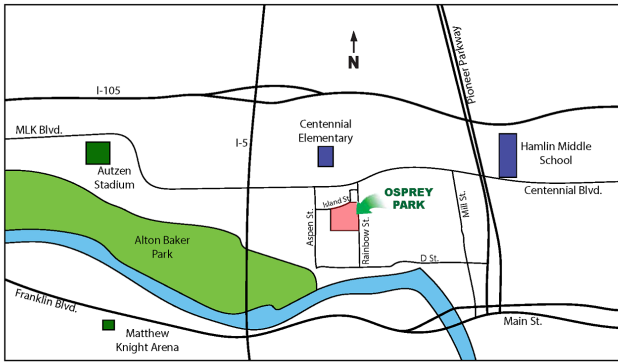 N
I-105
Pioneer Parkway
MLK Blvd.
I-5
Centennial
Elementary
Hamlin Middle
School
Autzen
Stadium
Centennial Blvd.
OSPREY
PARK
Island St.
Aspen St.
Rainbow St.
Mill St.
Alton Baker
Park
D St.
Franklin Blvd.
Matthew
Knight Arena
Main St.